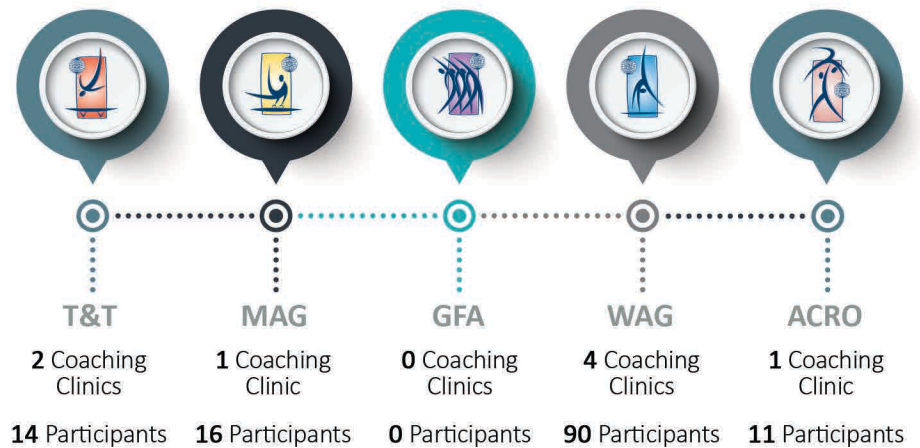 T&T
2 Coaching
Clinics
14 Participants
MAG
1 Coaching
Clinic
16 Participants
GFA
0 Coaching
Clinics
0 Participants
WAG
4 Coaching
Clinics
90 Participants
ACRO
1 Coaching
Clinic
11 Participants